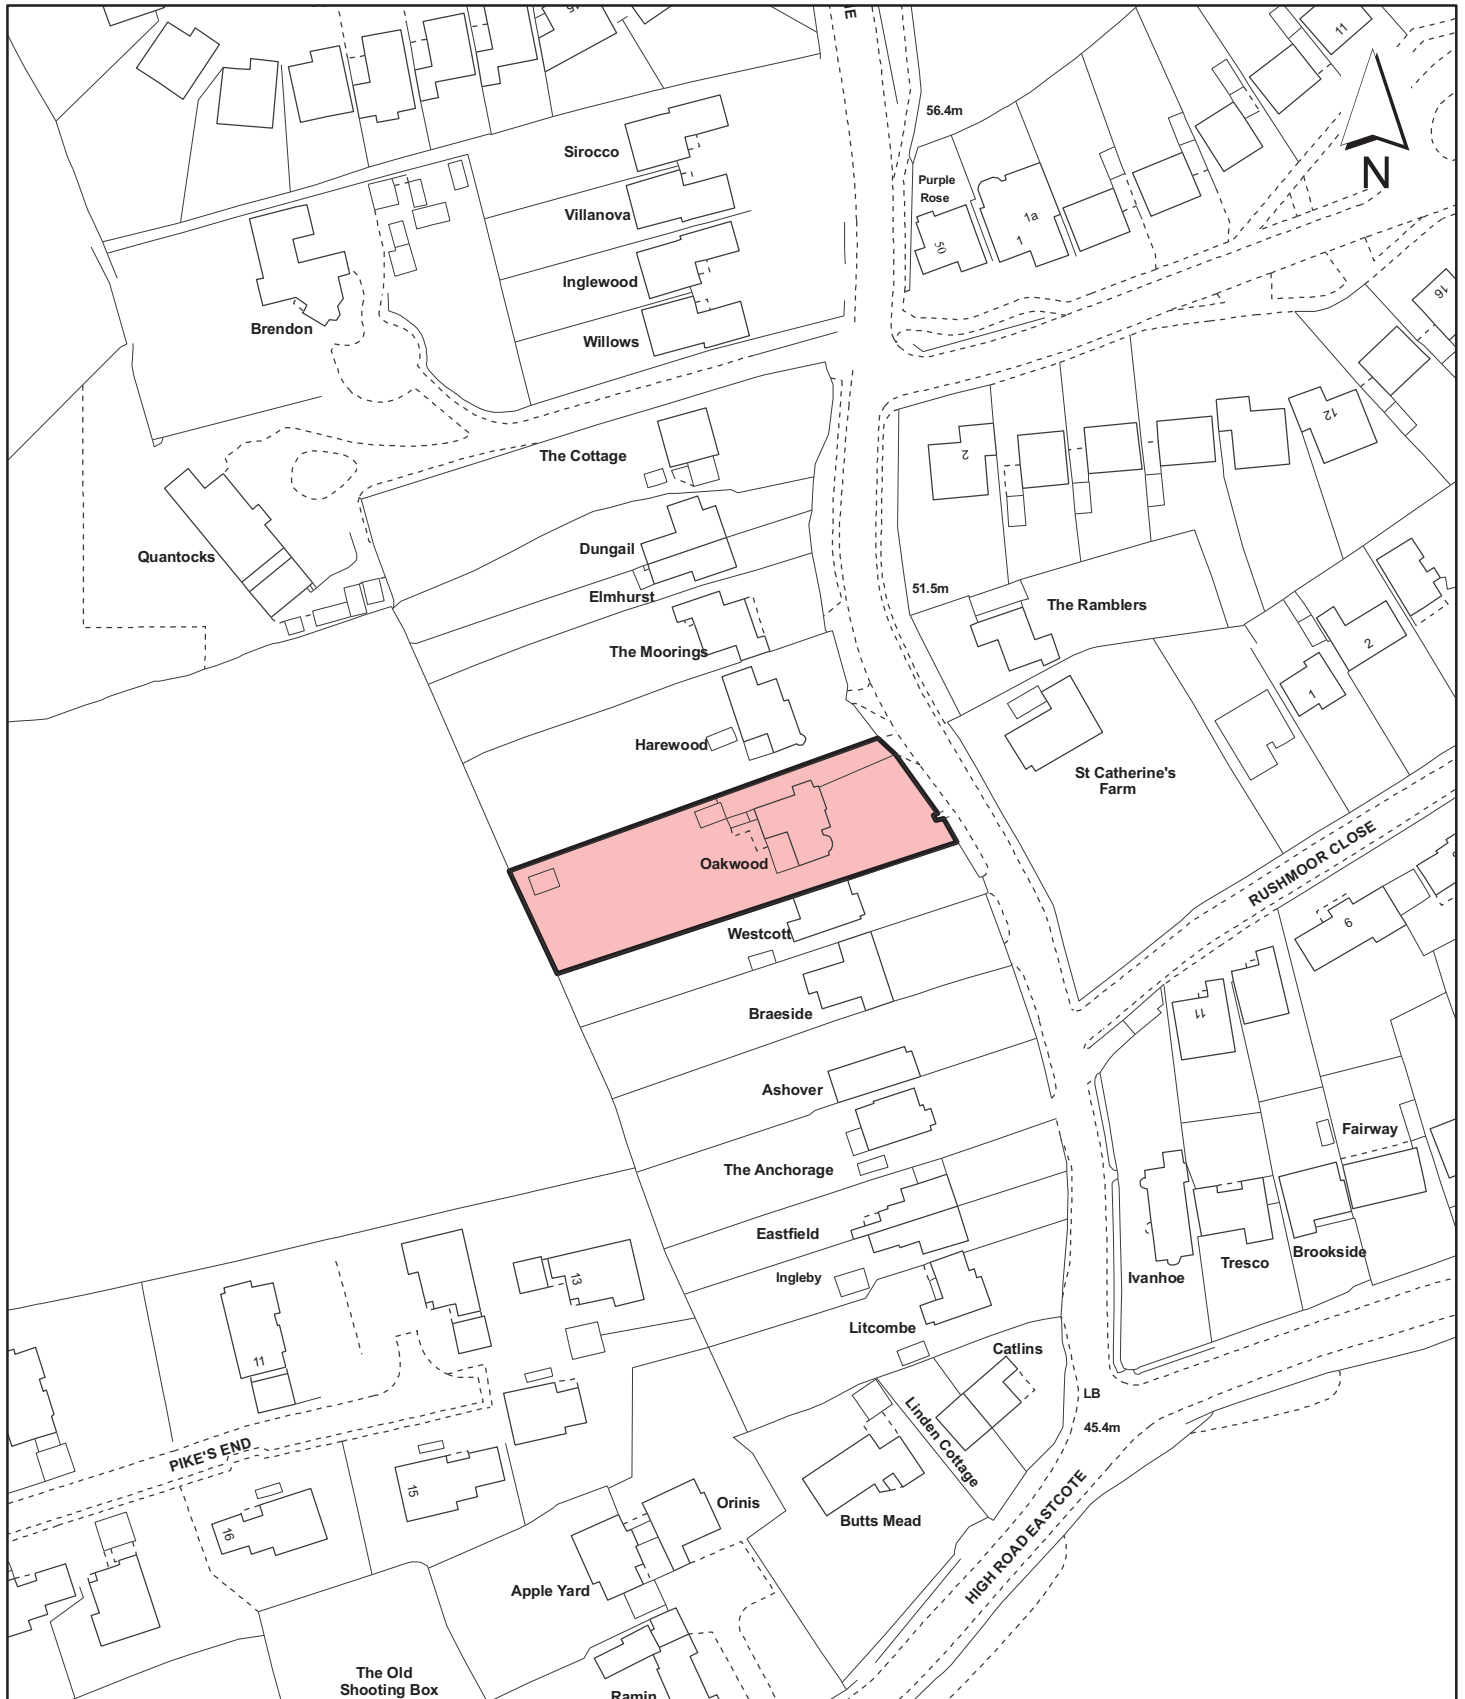 11
56.4m
N
Sirocco
Purple
Rose
Villanova
1a
1
50
Inglewood
16
Brendon
Willows
12
The Cottage
2
Quantocks
Dungail
Elmhurst
51.5m
The Ramblers
The Moorings
2
1
Harewood
St Catherine's
Farm
Oakwood
RUSHMOOR CLOSE
Westcott
6
Braeside
11
Ashover
Fairway
The Anchorage
Eastfield
Ingleby
13
Ivanhoe
Tresco
Brookside
Litcombe
Catlins
11
LB
45.4m
Linden Cottage
PIKE'S END
15
16
Orinis
Butts Mead
HIGH ROAD EASTCOTE
Apple Yard
The Old
Shooting Box
Ramin